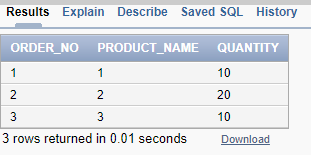 Results Explain Describe Saved SQL History
ORDER_NO PRODUCT_NAME QUANTITY
1 1 10
2 2 20
3 3 10
3 rows returned in 0.01 seconds Download